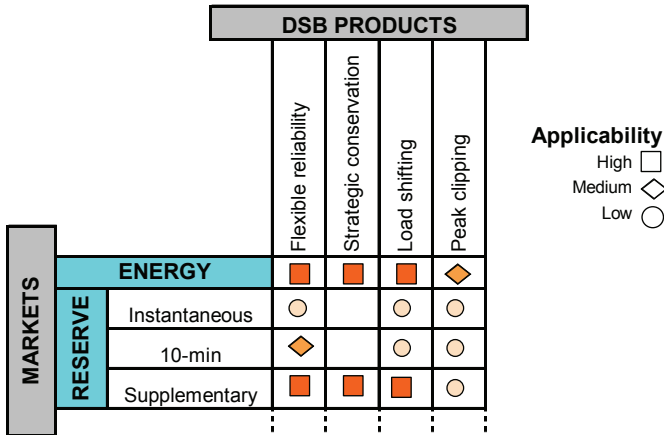 DSB PRODUCTS
Flexible reliability
Strategic conservation
Load shifting
Peak clipping
Applicability
High
Medium
Low
MARKETS
ENERGY
RESERVE
Instantaneous
10-min
Supplementary